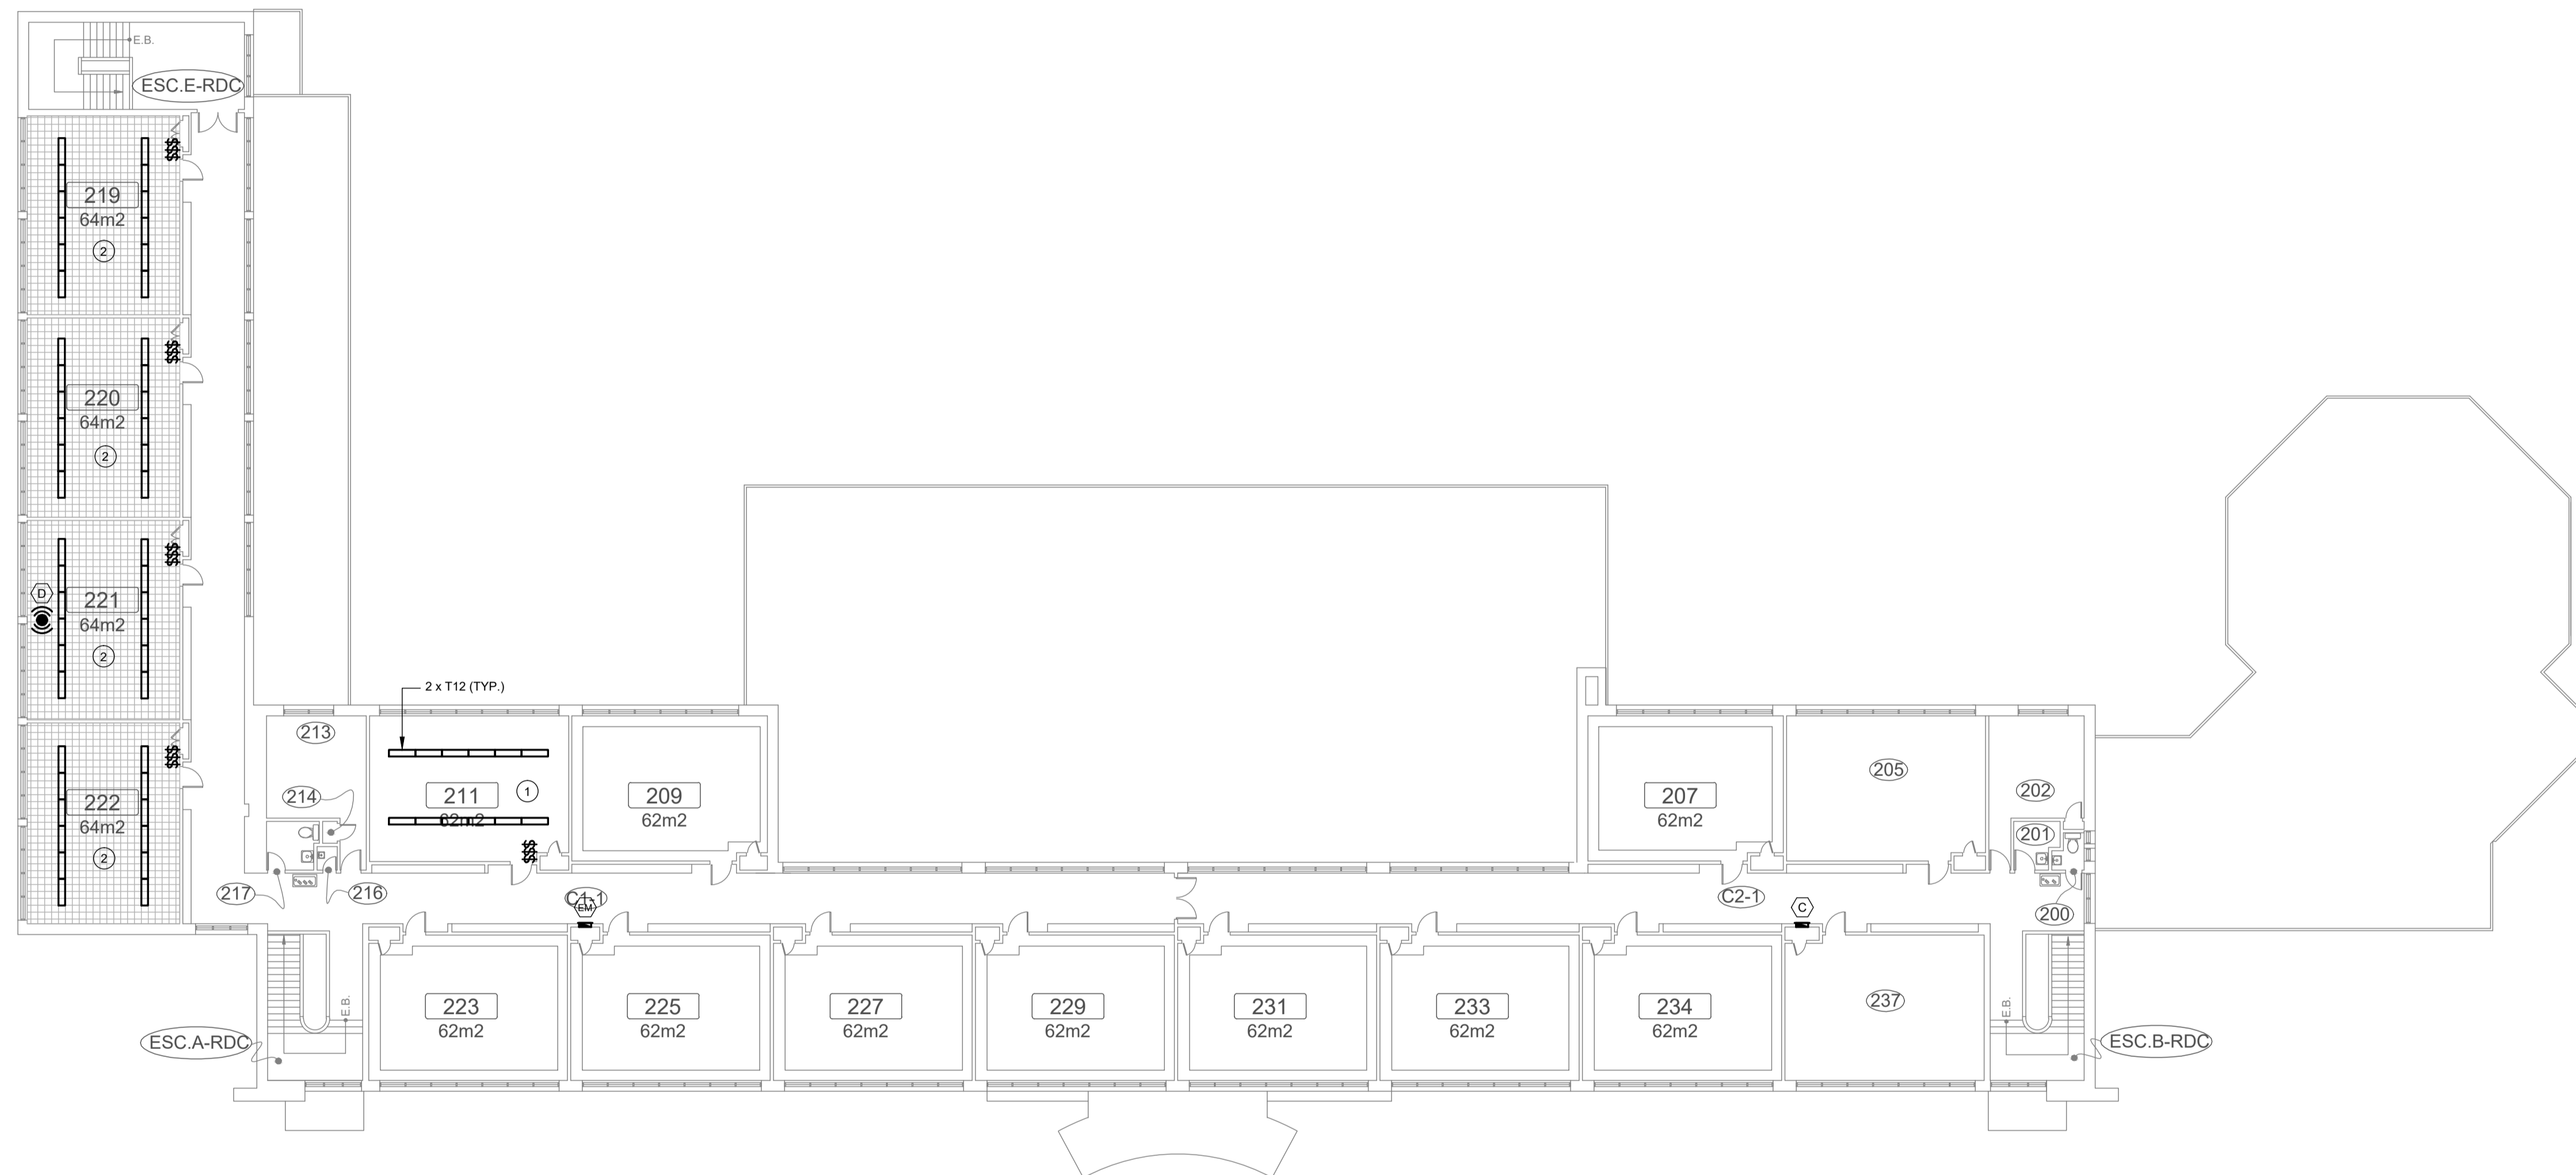 E.B.
ESC.E-RDC
$$$
219
64m2
2
$$$
220
64m2
2
$$$
D
221
64m2
2
2 x T12 (TYP.)
$$$
222
64m2
2
213
214
211
62m2
1
$$$
209
62m2
207
62m2
205
202
201
217
216
C1-1
EM
C2-1
C
200
E.B.
223
62m2
225
62m2
227
62m2
229
62m2
231
62m2
233
62m2
234
62m2
237
E.B.
ESC.A-RDC
ESC.B-RDC